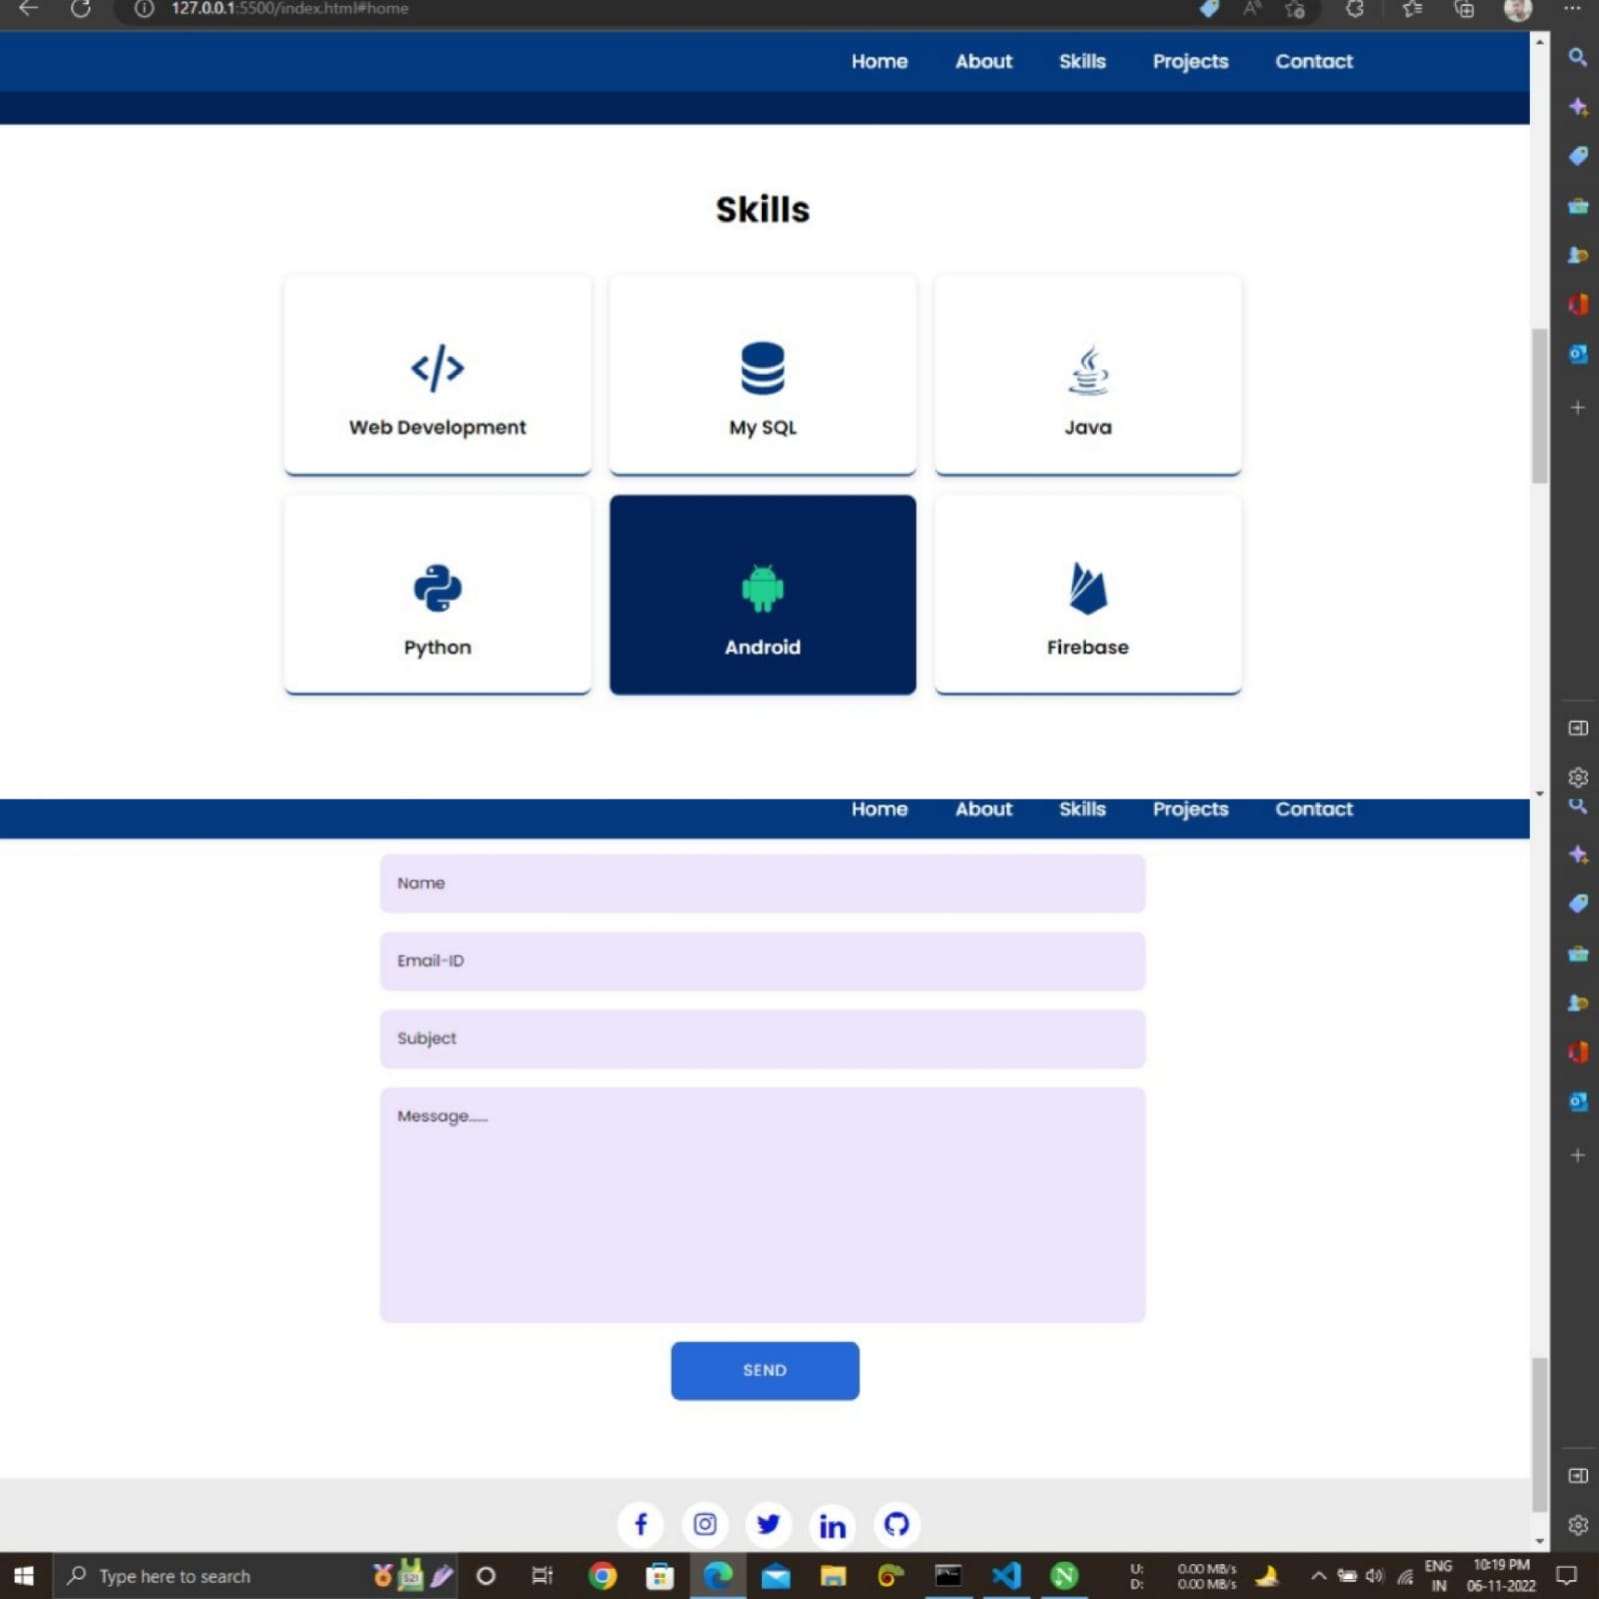 127.0.0.1:5500/index.html#home
Home About Skills Projects Contact
Skills
Web Development My SQL Java
Python Android Firebase
Home About Skills Projects Contact
Name
Email-ID
Subject
Message.....
SEND
Type here to search
U: 0.00 MB/s
D: 0.00 MB/s
ENG
IN
10:19 PM
06-11-2022